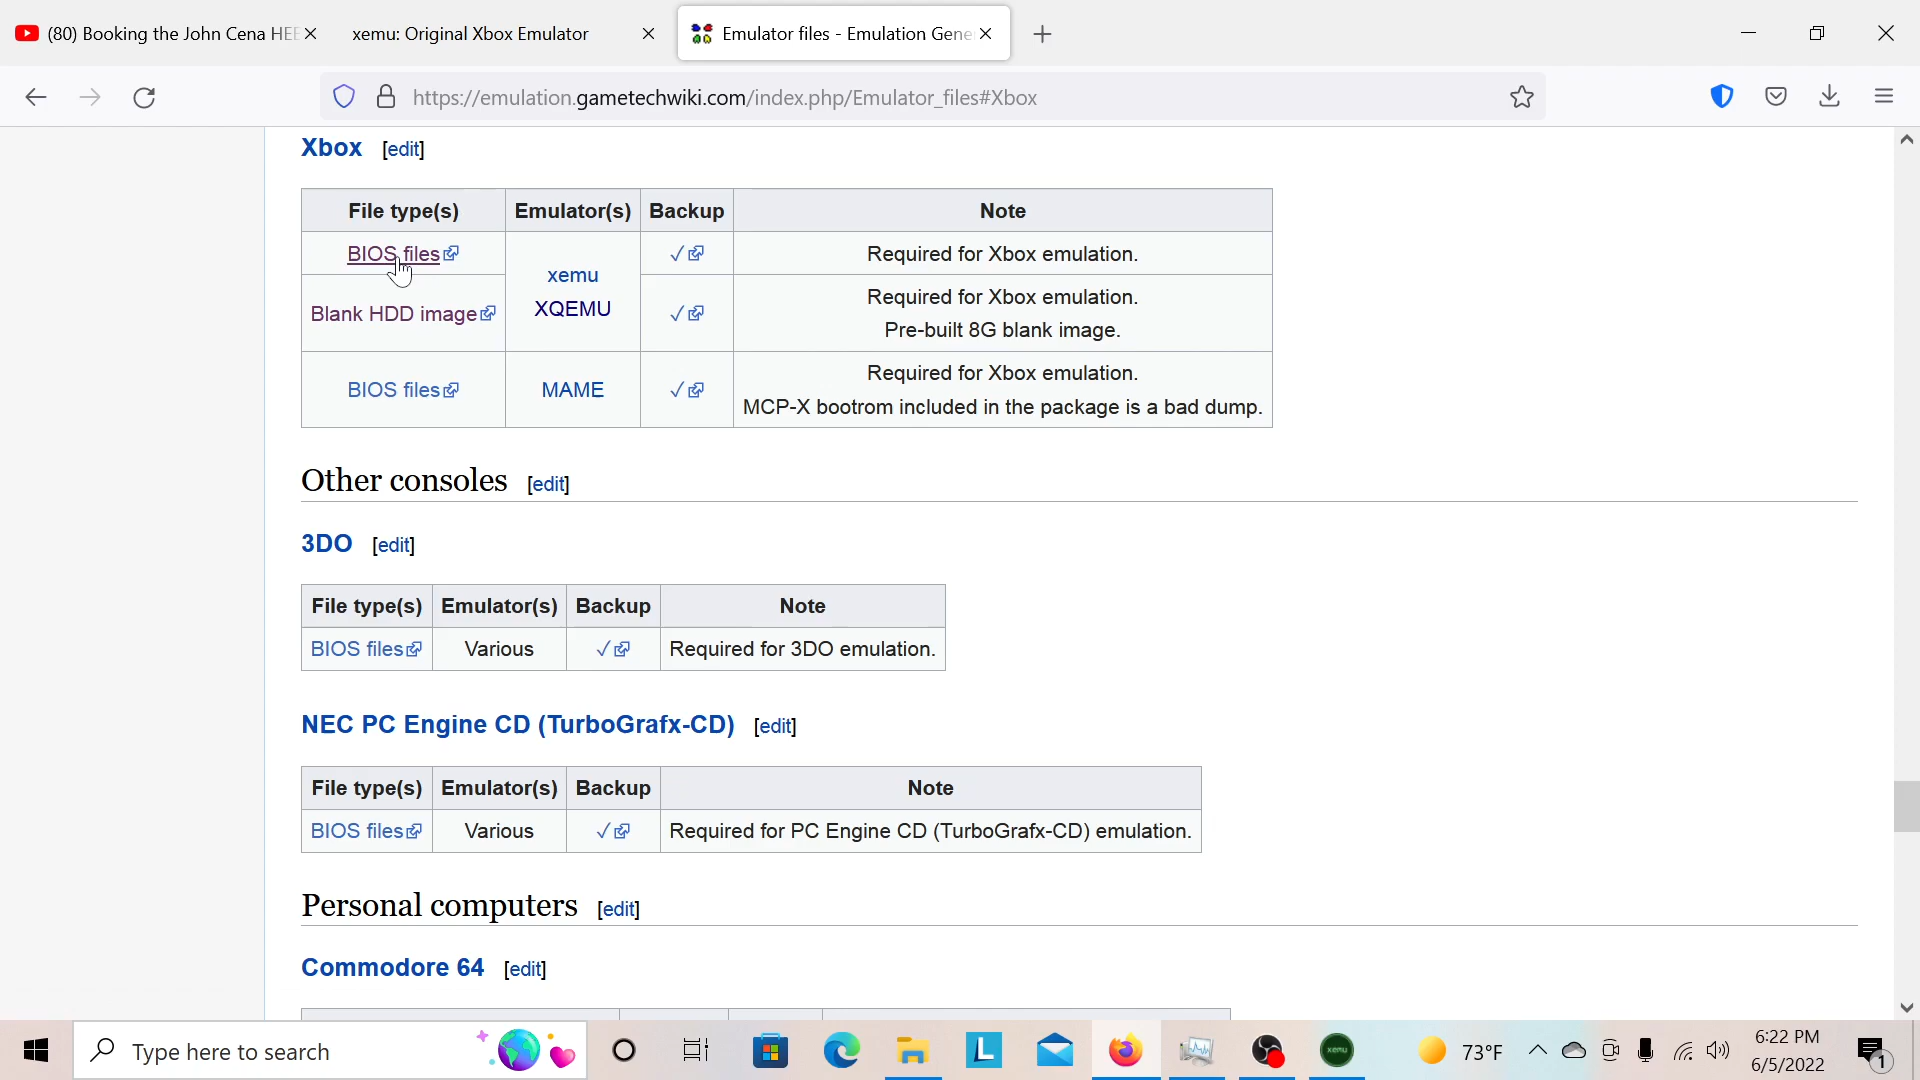 (80) Booking the John Cena HEE
xemu: Original Xbox Emulator
Emulator files - Emulation Gene
https://emulation.gametechwiki.com/index.php/Emulator_files#Xbox
Xbox [edit]
File type(s) Emulator(s) Backup Note
BIOS files ✓ Required for Xbox emulation.
xemu
XQEMU
Blank HDD image ✓ Required for Xbox emulation.
Pre-built 8G blank image.
BIOS files MAME ✓ Required for Xbox emulation.
MCP-X bootrom included in the package is a bad dump.
Other consoles [edit]
3DO [edit]
File type(s) Emulator(s) Backup Note
BIOS files Various ✓ Required for 3DO emulation.
NEC PC Engine CD (TurboGrafx-CD) [edit]
File type(s) Emulator(s) Backup Note
BIOS files Various ✓ Required for PC Engine CD (TurboGrafx-CD) emulation.
Personal computers [edit]
Commodore 64 [edit]
Type here to search
L
xemu
73°F
6:22 PM
6/5/2022
1